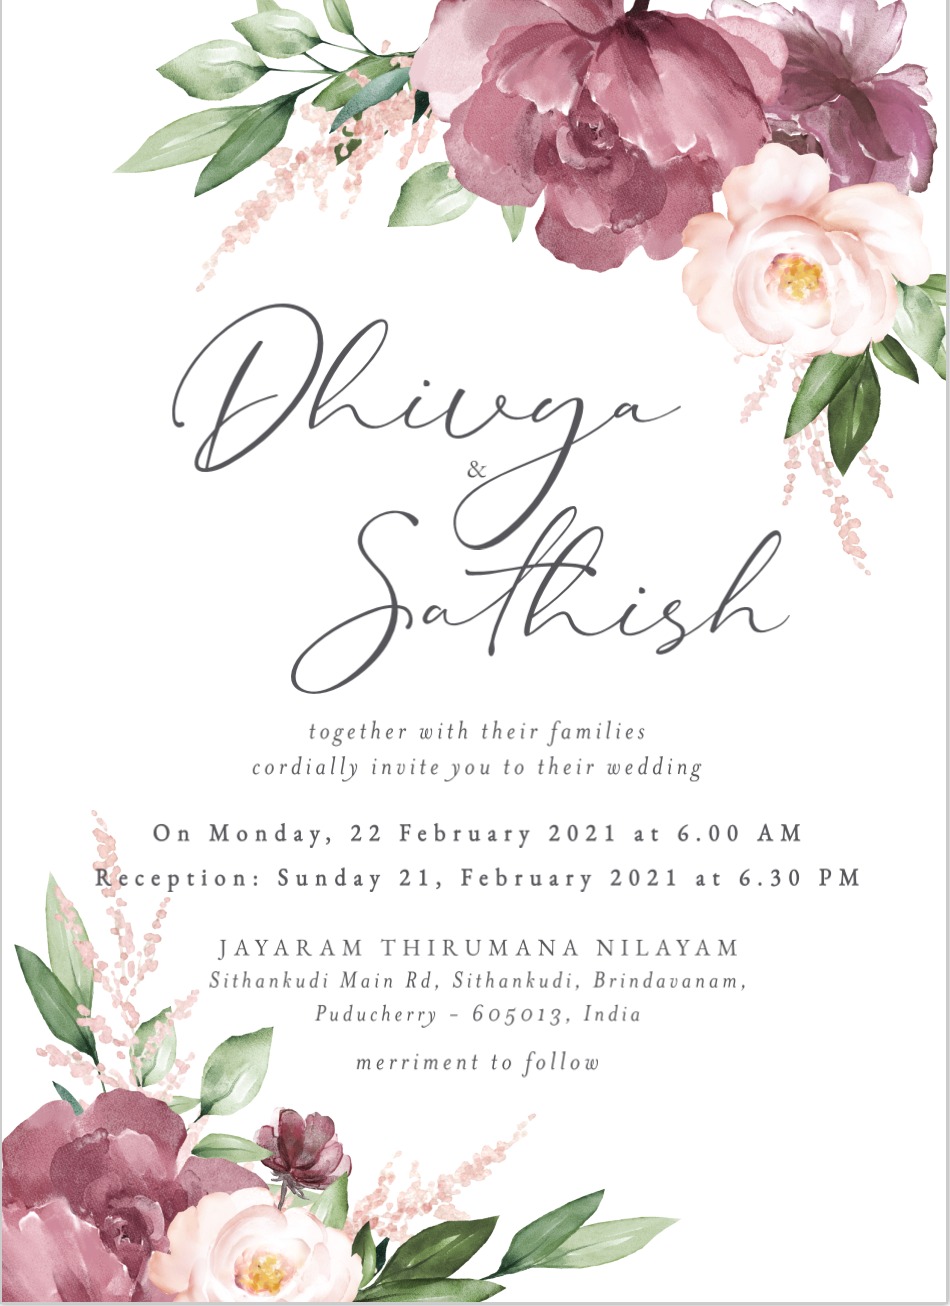 Dhivya
&
Sathish
together with their families
cordially invite you to their wedding
On Monday, 22 February 2021 at 6.00 AM
Reception: Sunday 21, February 2021 at 6.30 PM
JAYARAM THIRUMANA NILAYAM
Sithankudi Main Rd, Sithankudi, Brindavanam,
Puducherry - 605013, India
merriment to follow